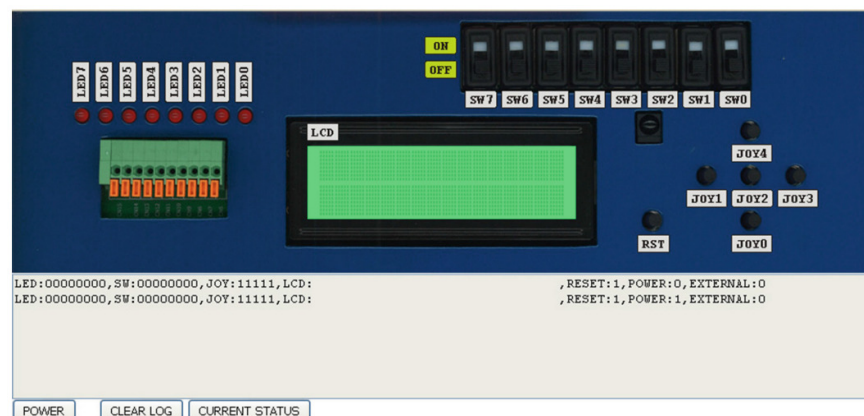 ON
OFF
LED7 LED6 LED5 LED4 LED3 LED2 LED1 LED0
SW7 SW6 SW5 SW4 SW3 SW2 SW1 SW0
LCD
JOY4
JOY1 JOY2 JOY3
RST JOY0
LED:00000000,SW:00000000,JOY:11111,LCD: ,RESET:1,POWER:0,EXTERNAL:0
LED:00000000,SW:00000000,JOY:11111,LCD: ,RESET:1,POWER:1,EXTERNAL:0
POWER CLEAR LOG CURRENT STATUS